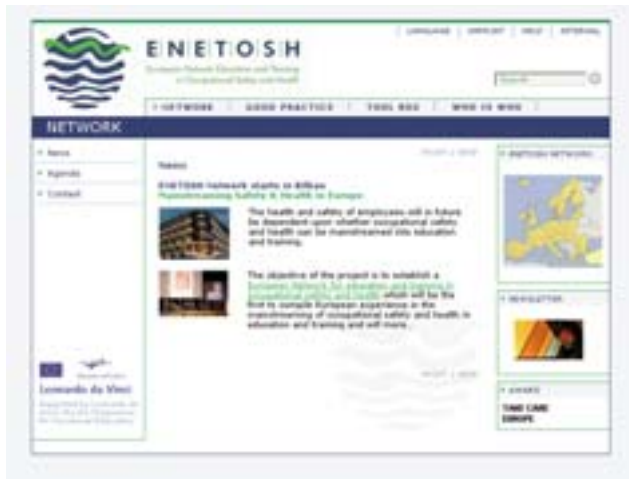 LANGUAGE | IMPRINT | HELP | INTERNAL
ENETOSH
European Network Education and Training
in Occupational Safety and Health
Search
NETWORK | GOOD PRACTICE | TOOL BOX | WHO IS WHO
NETWORK
News
Agenda
Contact
News
ENETOSH network starts in Bilbao
Mainstreaming Safety & Health in Europe
The health and safety of employees will in future
be dependent upon whether occupational safety
and health can be mainstreamed into education
and training.
The objective of the project is to establish a
European Network for education and training in
occupational safety and health which will be the
first to compile European experience in the
mainstreaming of occupational safety and health in
education and training and will more...
ENETOSH NETWORK
NEWSLETTER
AWARD
TAKE CARE
EUROPE
Leonardo da Vinci